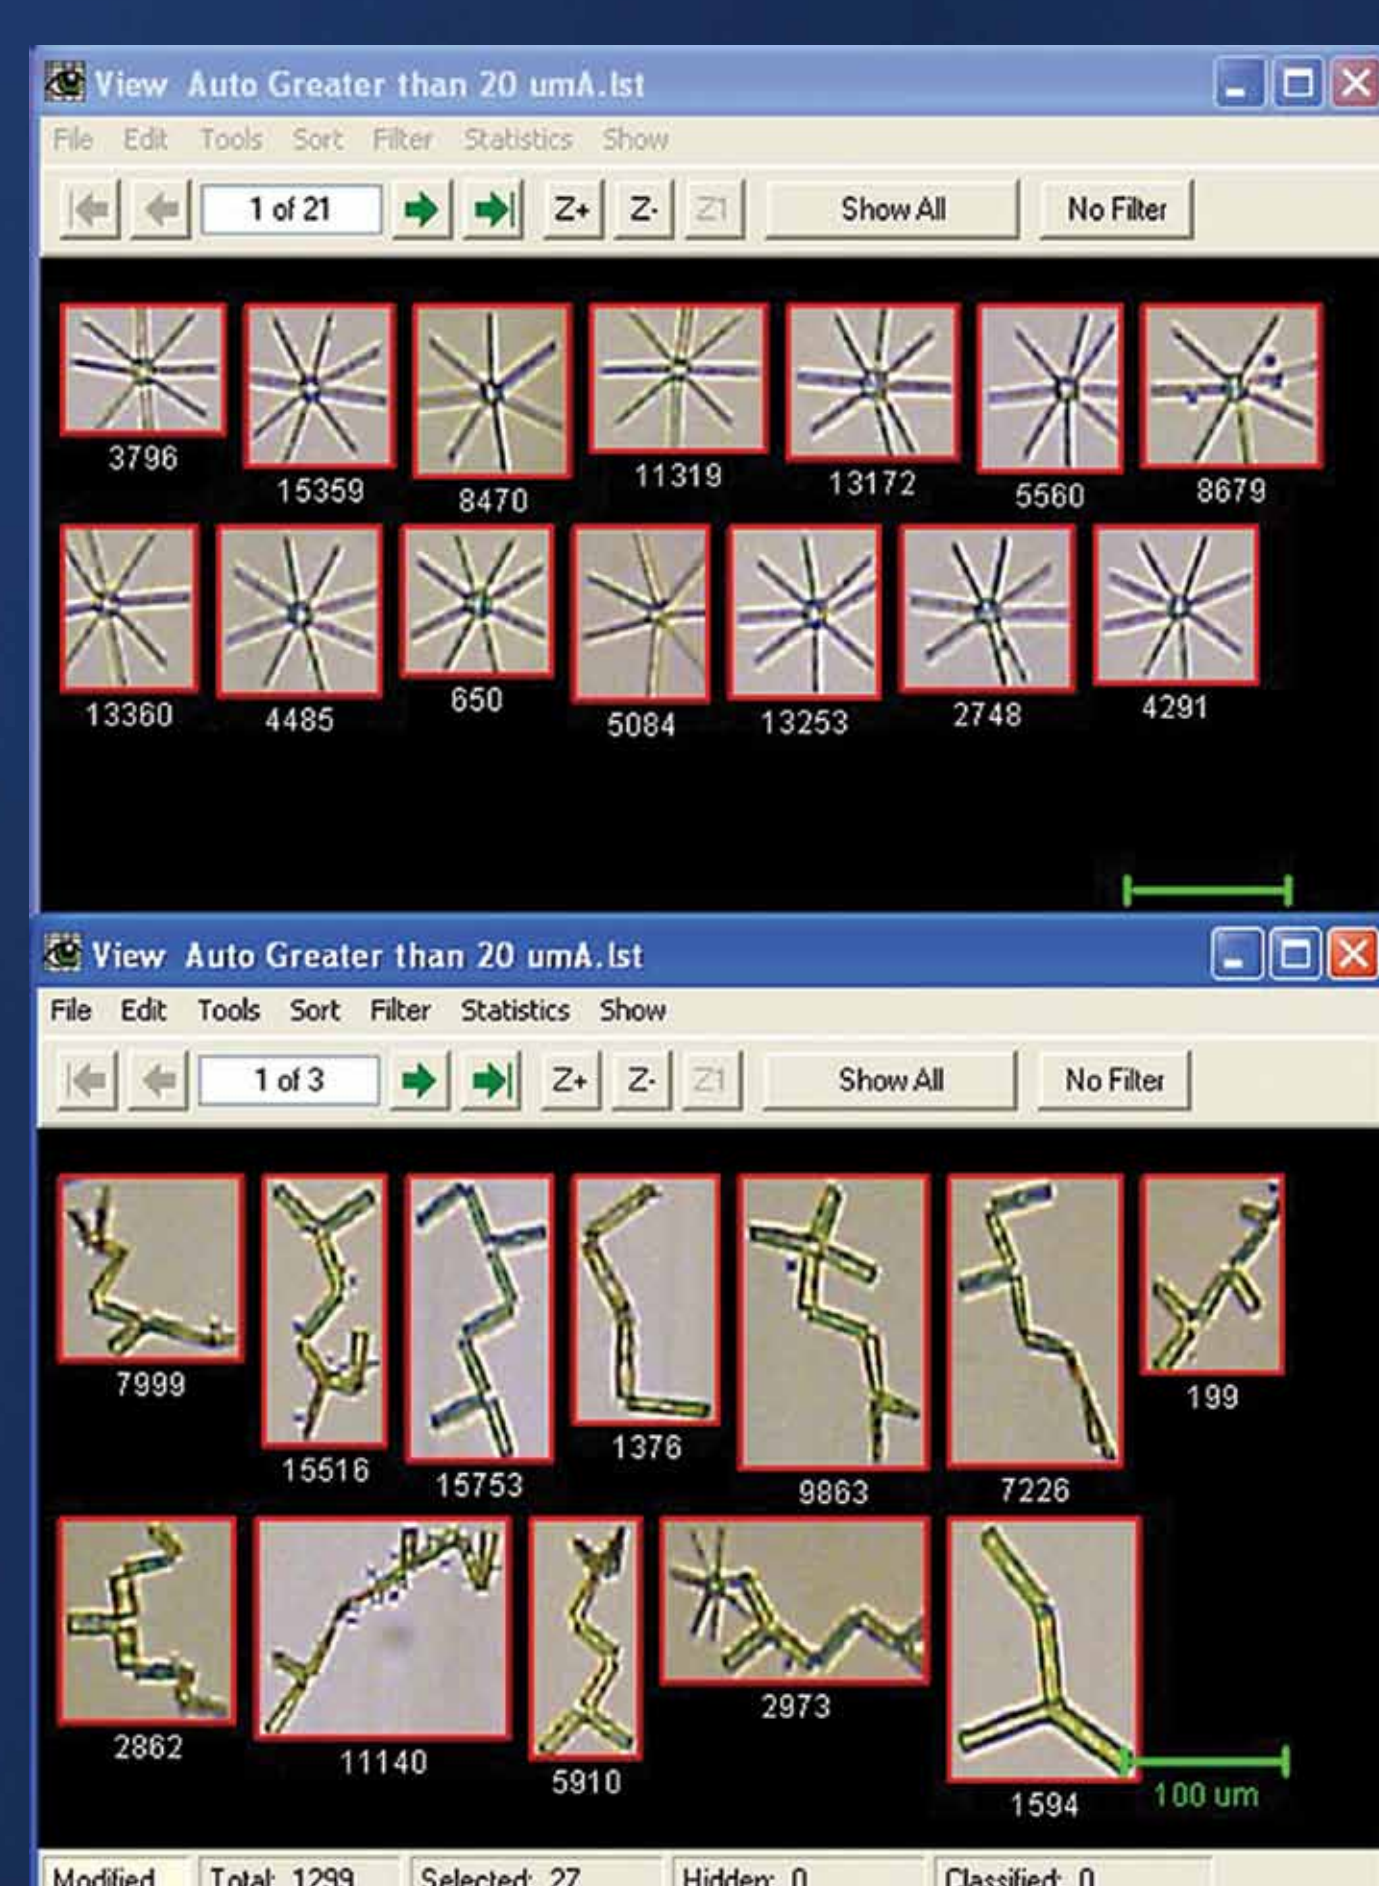 View Auto Greater than 20 umA.lst
File Edit Tools Sort Filter Statistics Show
1 of 21 Z+ Z- Z1 Show All No Filter
3796 15359 8470 11319 13172 5560 8679
13360 4485 650 5084 13253 2748 4291
View Auto Greater than 20 umA.lst
File Edit Tools Sort Filter Statistics Show
1 of 3 Z+ Z- Z1 Show All No Filter
7999 15516 15753 1376 9863 7226 199
2862 11140 5910 2973 1594 100 um
Modified Total: 1299 Selected: 27 Hidden: 0 Classified: 0